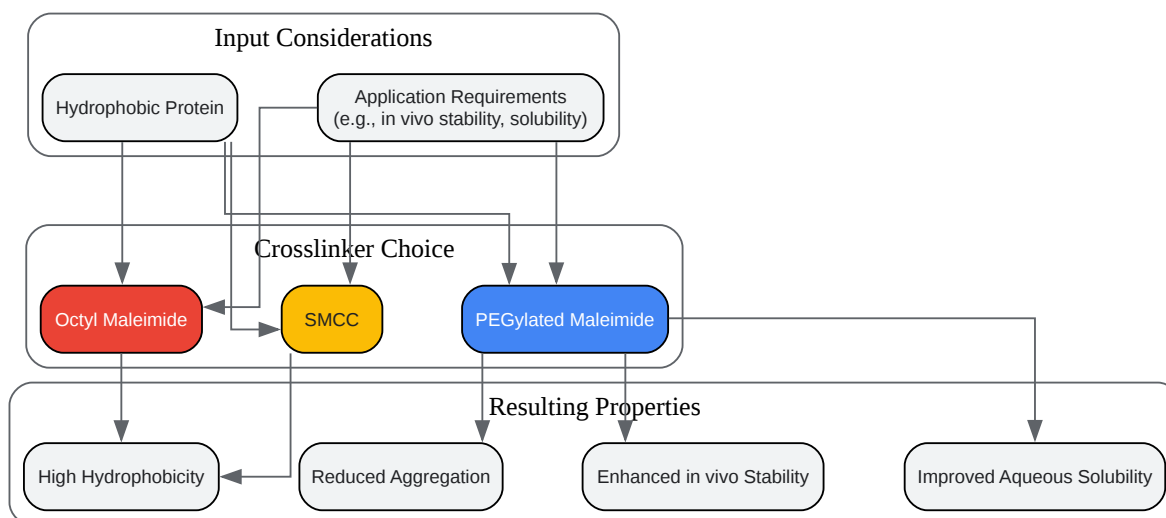 Input Considerations
Hydrophobic Protein
Application Requirements
(e.g., in vivo stability, solubility)
Crosslinker Choice
Octyl Maleimide
SMCC
PEGylated Maleimide
Resulting Properties
High Hydrophobicity
Reduced Aggregation
Enhanced in vivo Stability
Improved Aqueous Solubility